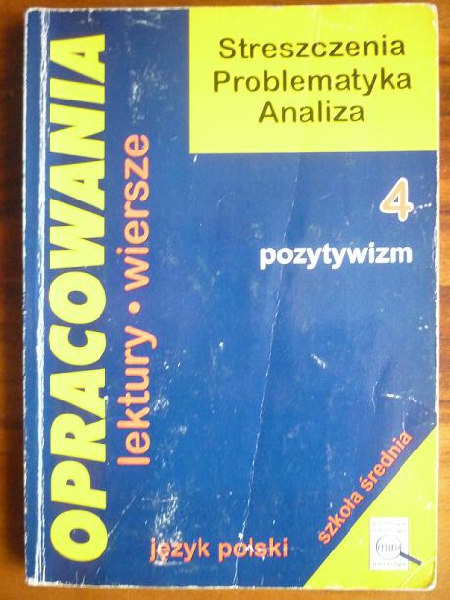 Streszczenia
Problematyka
Analiza
OPRACOWANIA
lektury • wiersze
4
pozytywizm
szkoła średnia
język polski